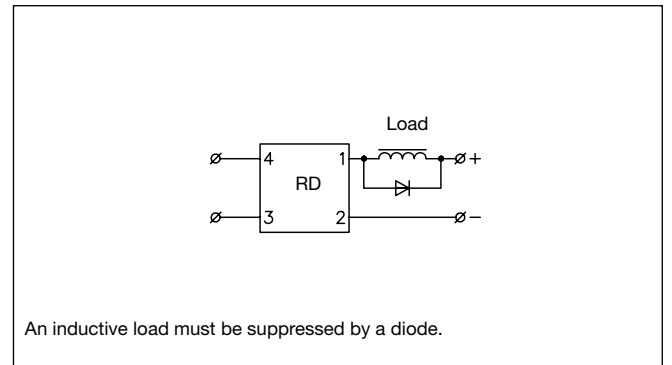 Load
4 1 +
RD
3 2 −
An inductive load must be suppressed by a diode.